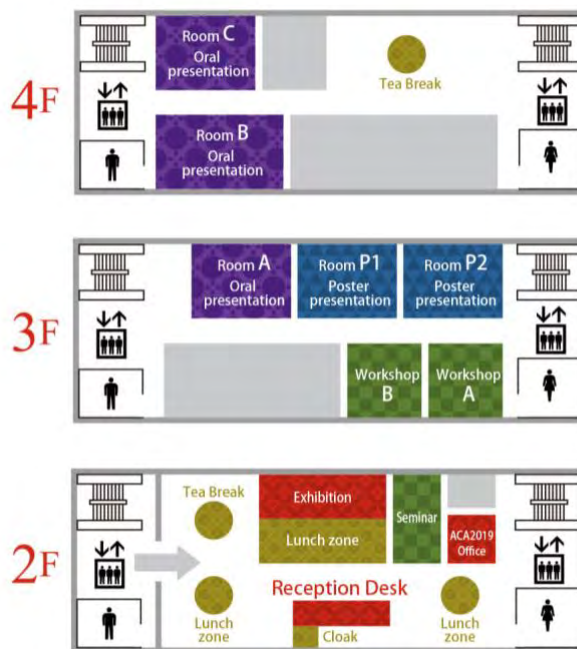 4F
Room C
Oral
presentation
Tea Break
Room B
Oral
presentation
3F
Room A
Oral
presentation
Room P1
Poster
presentation
Room P2
Poster
presentation
Workshop
B
Workshop
A
2F
Tea Break
Exhibition
Lunch zone
Seminar
ACA2019
Office
Reception Desk
Lunch
zone
Cloak
Lunch
zone